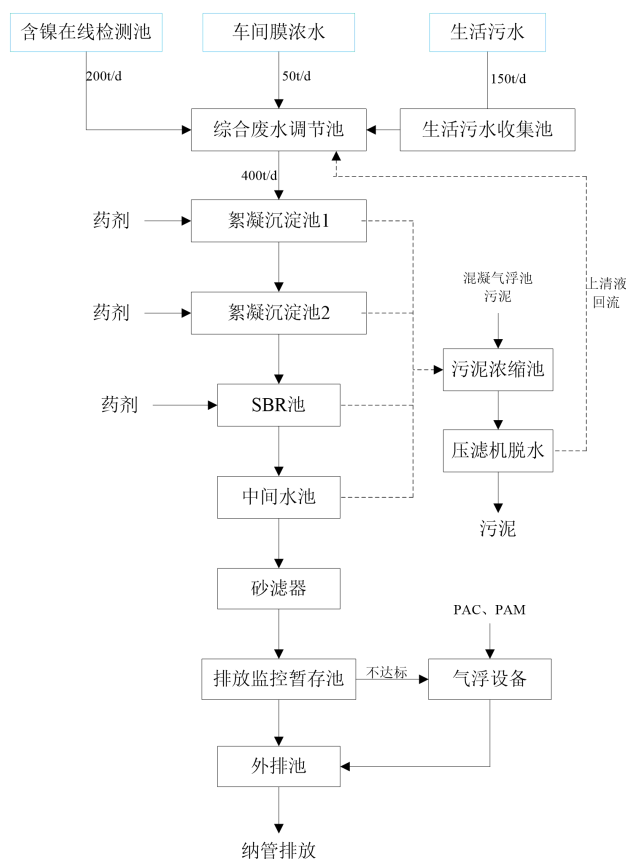 含镍在线检测池
车间膜浓水
生活污水
200t/d
50t/d
150t/d
综合废水调节池
生活污水收集池
400t/d
药剂
絮凝沉淀池1
混凝气浮池
污泥
上清液
回流
药剂
絮凝沉淀池2
污泥浓缩池
药剂
SBR池
压滤机脱水
中间水池
污泥
砂滤器
PAC、PAM
排放监控暂存池
不达标
气浮设备
外排池
纳管排放